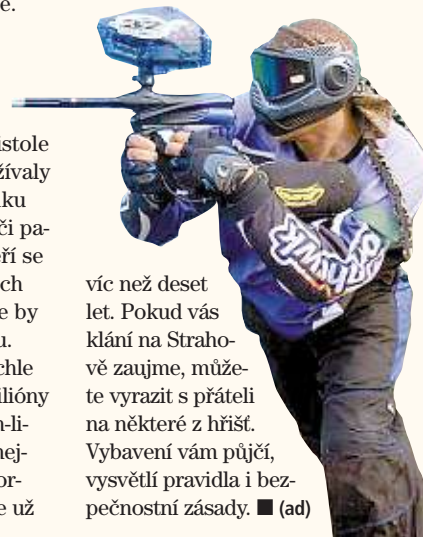 e.
istole
žívaly
ku
či pa-
ří se
ch
e by
u.
chle
ilióny
n-li-
nej-
or-
e už
víc než deset
let. Pokud vás
klání na Straho-
vě zaujme, může-
te vyrazit s přáteli
na některé z hřišť.
Vybavení vám půjčí,
vysvětlí pravidla i bez-
pečnostní zásady. ■ (ad)